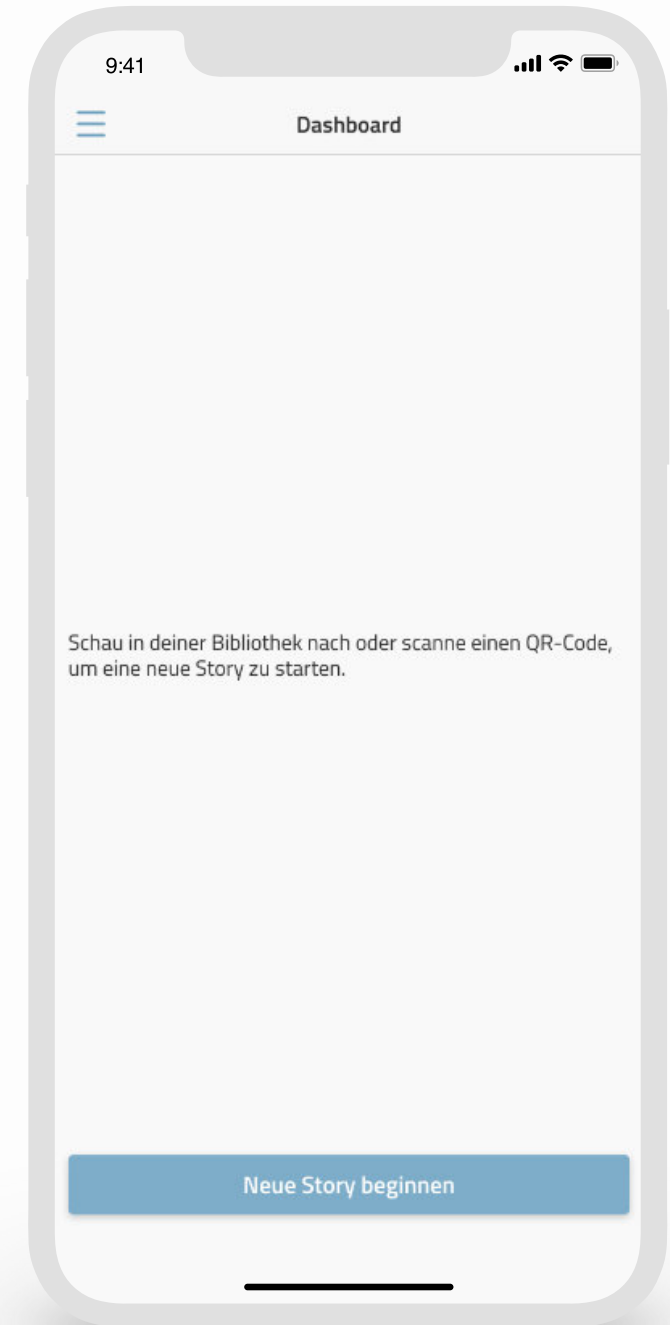 9:41
Dashboard
Schau in deiner Bibliothek nach oder scanne einen QR-Code,
um eine neue Story zu starten.
Neue Story beginnen